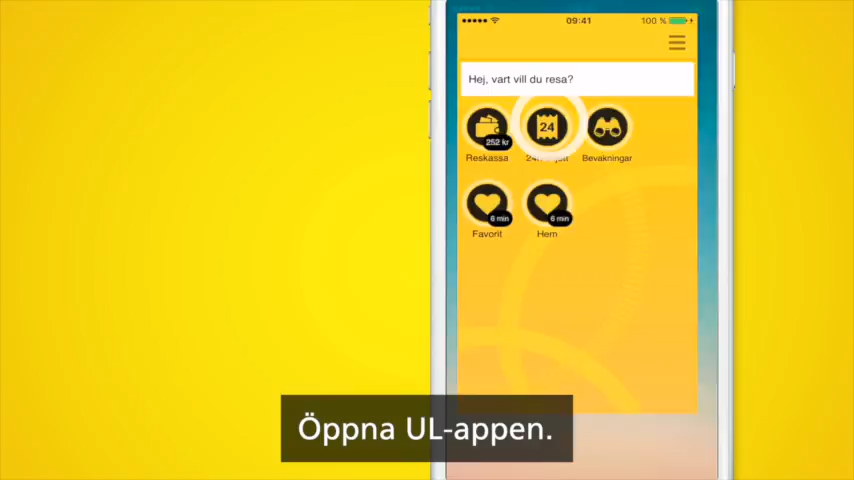 09:41
100 %
Hej, vart vill du resa?
24
252 kr
Reskassa
Bevakningar
6 min
6 min
Favorit
Hem
Öppna UL-appen.